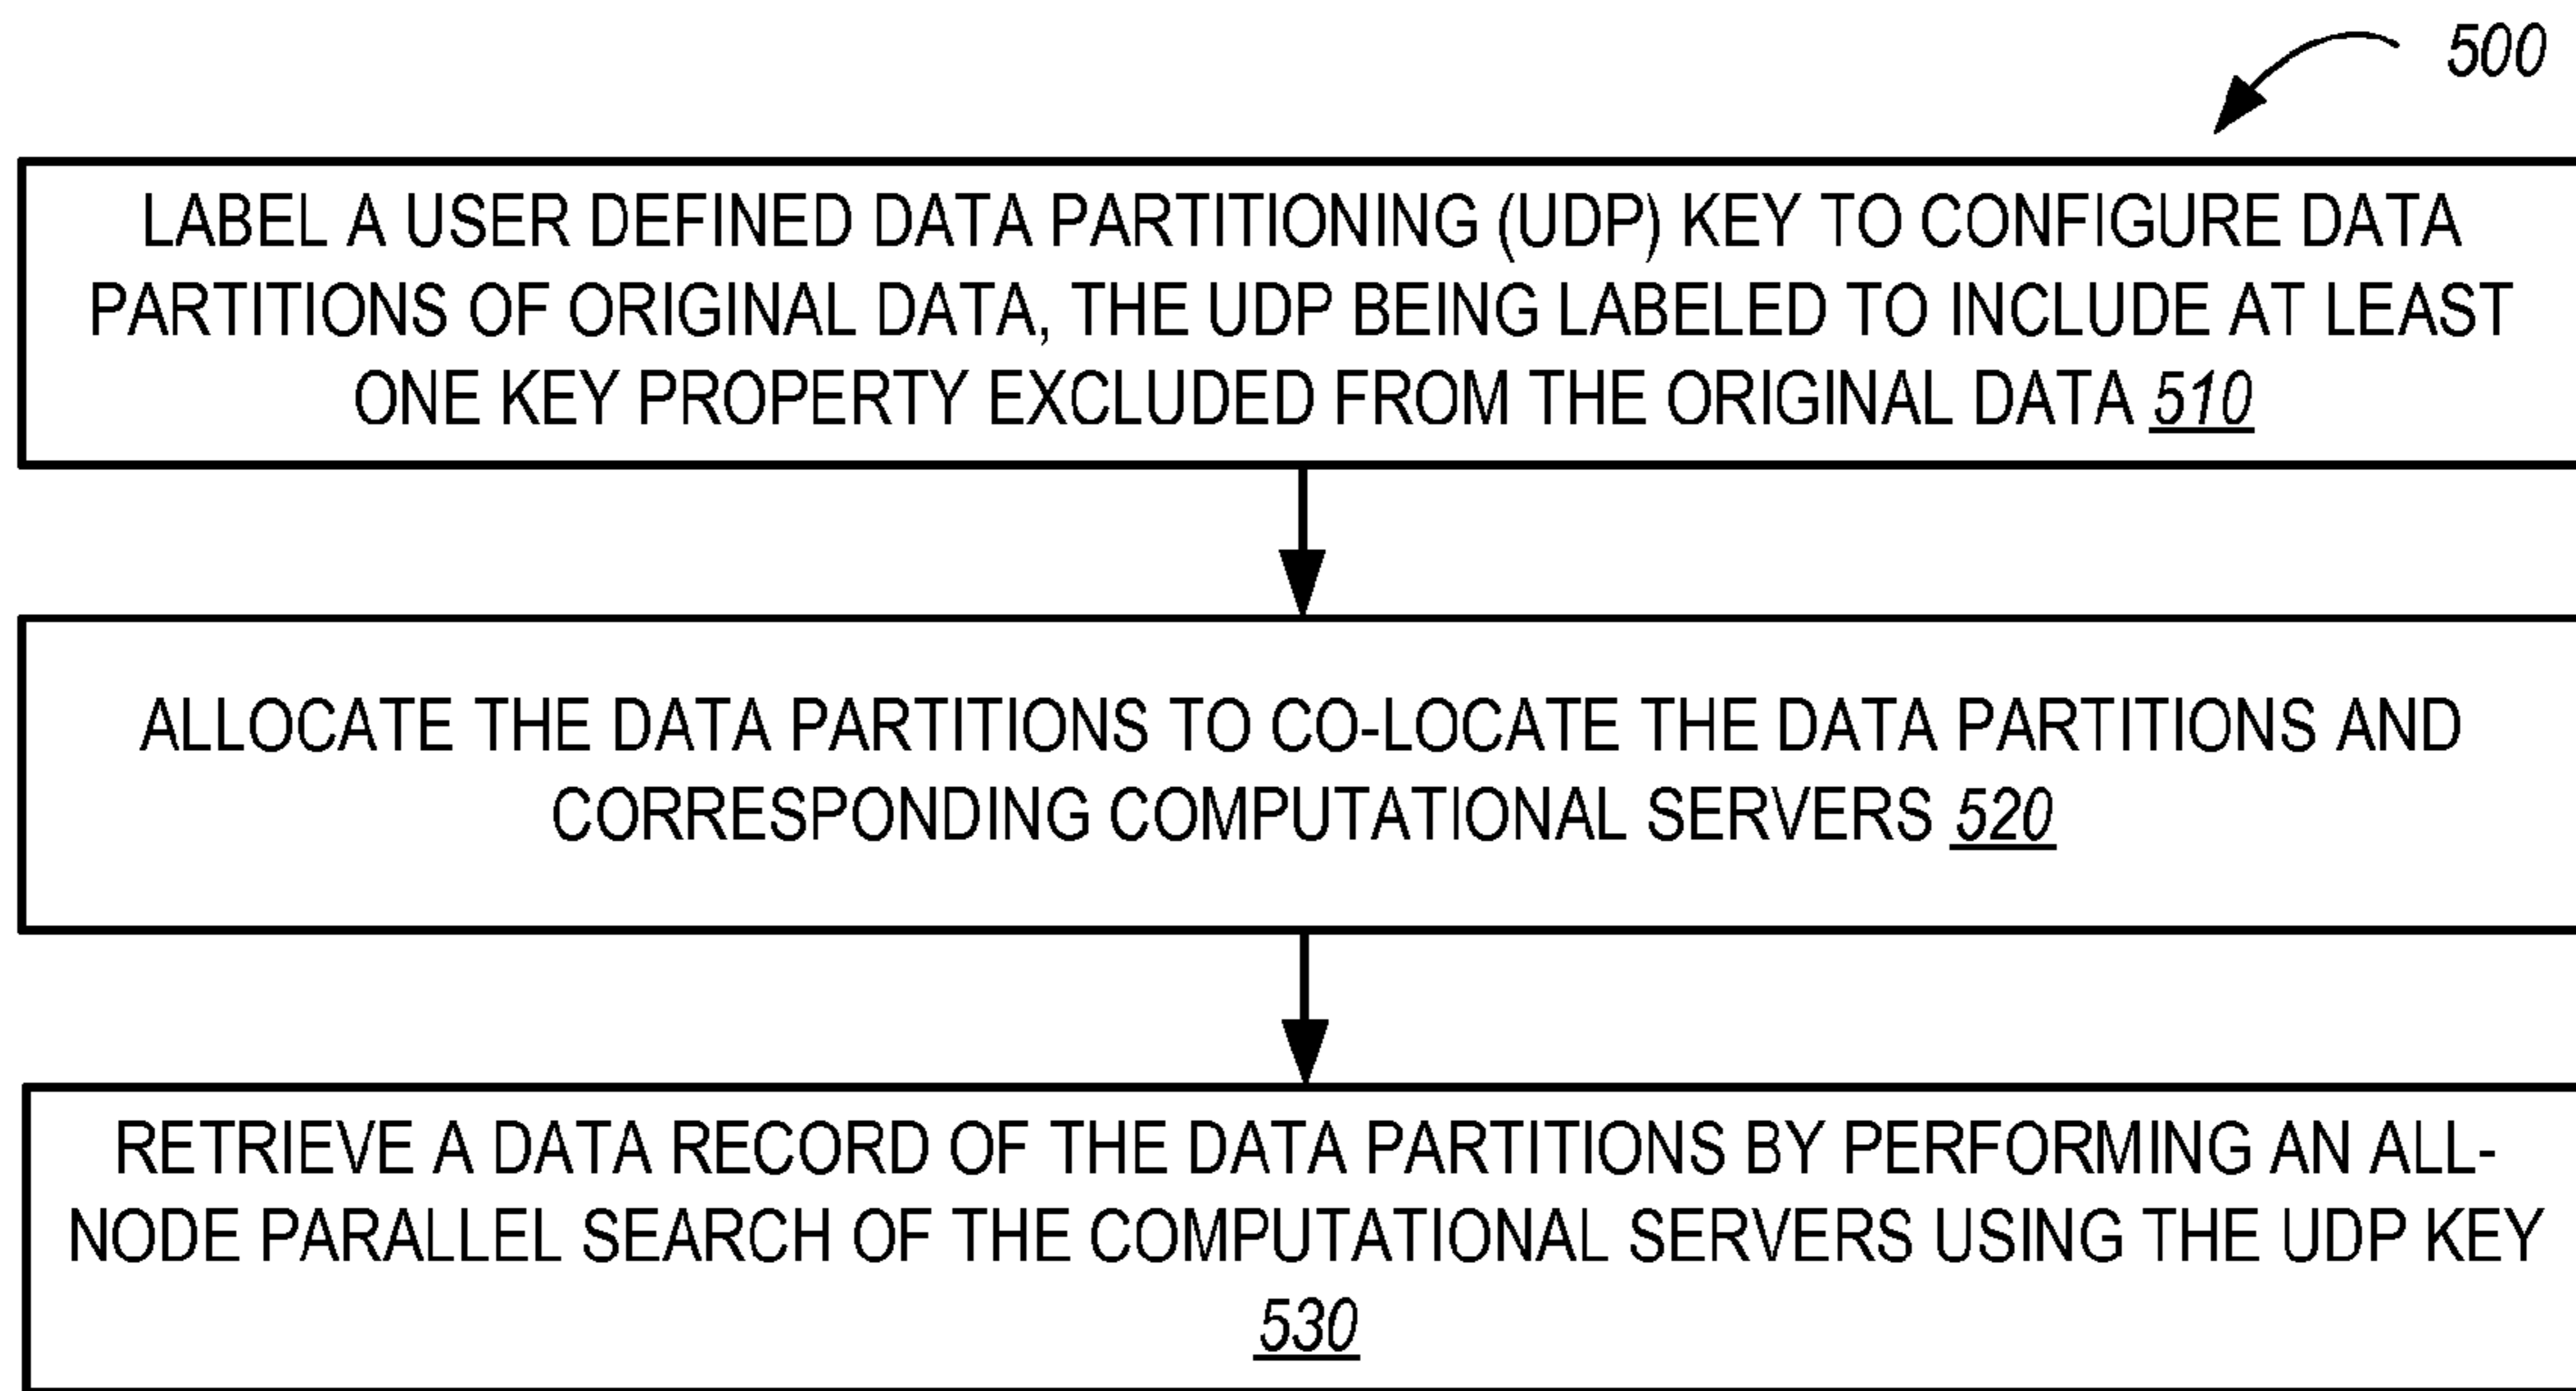 500
LABEL A USER DEFINED DATA PARTITIONING (UDP) KEY TO CONFIGURE DATA
PARTITIONS OF ORIGINAL DATA, THE UDP BEING LABELED TO INCLUDE AT LEAST
ONE KEY PROPERTY EXCLUDED FROM THE ORIGINAL DATA 510
ALLOCATE THE DATA PARTITIONS TO CO-LOCATE THE DATA PARTITIONS AND
CORRESPONDING COMPUTATIONAL SERVERS 520
RETRIEVE A DATA RECORD OF THE DATA PARTITIONS BY PERFORMING AN ALL-
NODE PARALLEL SEARCH OF THE COMPUTATIONAL SERVERS USING THE UDP KEY
530